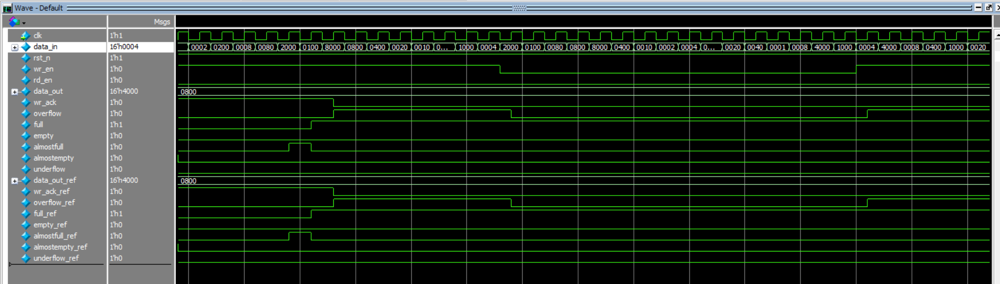 Wave - Default
Msgs
clk 1'h1
data_in 16'h0004 0002 0200 0008 0080 2000 0100 8000 0800 0400 0020 0010 0... 1000 0004 2000 0100 0080 0800 8000 0400 0010 0002 0004 0... 0020 0040 0001 0008 4000 1000 0004 4000 0008 0400 1000 0020
rst_n 1'h1
wr_en 1'h0
rd_en 1'h0
data_out 16'h4000 0800
wr_ack 1'h0
overflow 1'h0
full 1'h1
empty 1'h0
almostfull 1'h0
almostempty 1'h0
underflow 1'h0
data_out_ref 16'h4000 0800
wr_ack_ref 1'h0
overflow_ref 1'h0
full_ref 1'h1
empty_ref 1'h0
almostfull_ref 1'h0
almostempty_ref 1'h0
underflow_ref 1'h0